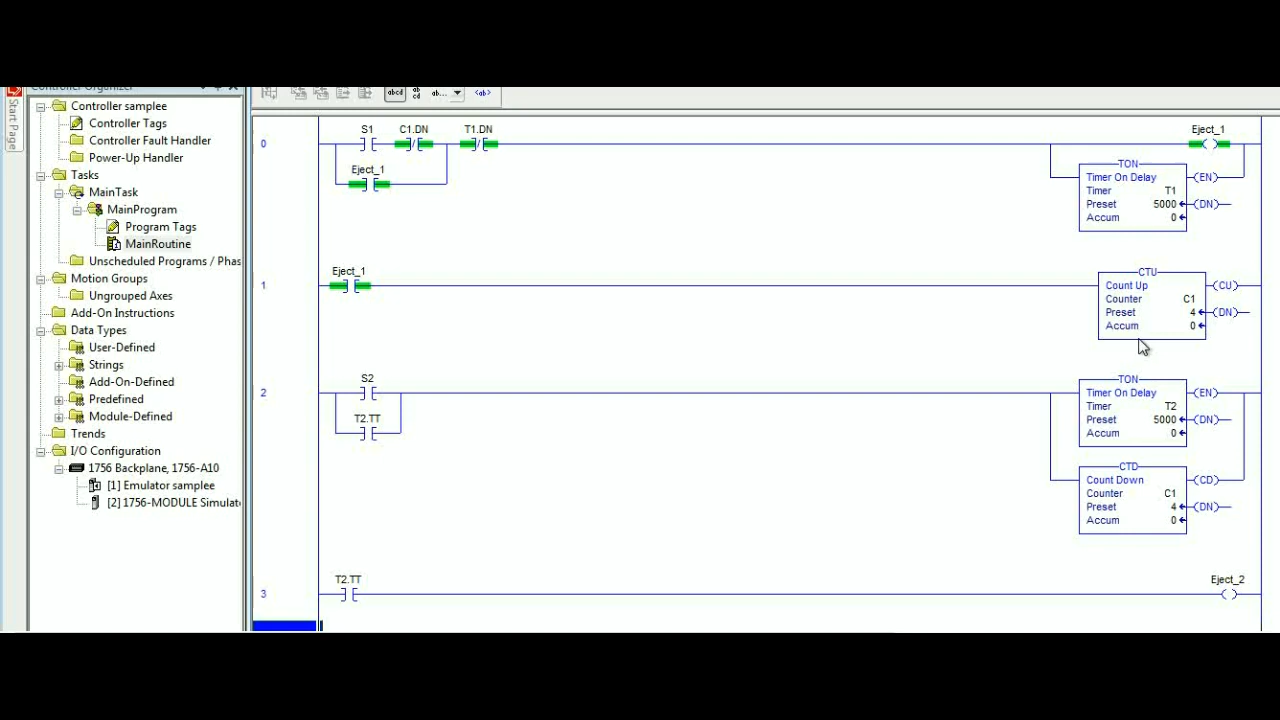 Start Page
Controller Organizer
Controller samplee
Controller Tags
Controller Fault Handler
Power-Up Handler
Tasks
MainTask
MainProgram
Program Tags
MainRoutine
Unscheduled Programs / Phas
Motion Groups
Ungrouped Axes
Add-On Instructions
Data Types
User-Defined
Strings
Add-On-Defined
Predefined
Module-Defined
Trends
I/O Configuration
1756 Backplane, 1756-A10
[1] Emulator samplee
[2] 1756-MODULE Simulat
abcd
ab cd
ab...
<ab>
0
S1
C1.DN
T1.DN
Eject_1
Eject_1
TON
Timer On Delay
EN
Timer T1
Preset 5000
DN
Accum 0
1
Eject_1
CTU
Count Up
CU
Counter C1
Preset 4
DN
Accum 0
2
S2
T2.TT
TON
Timer On Delay
EN
Timer T2
Preset 5000
DN
Accum 0
CTD
Count Down
CD
Counter C1
Preset 4
DN
Accum 0
3
T2.TT
Eject_2